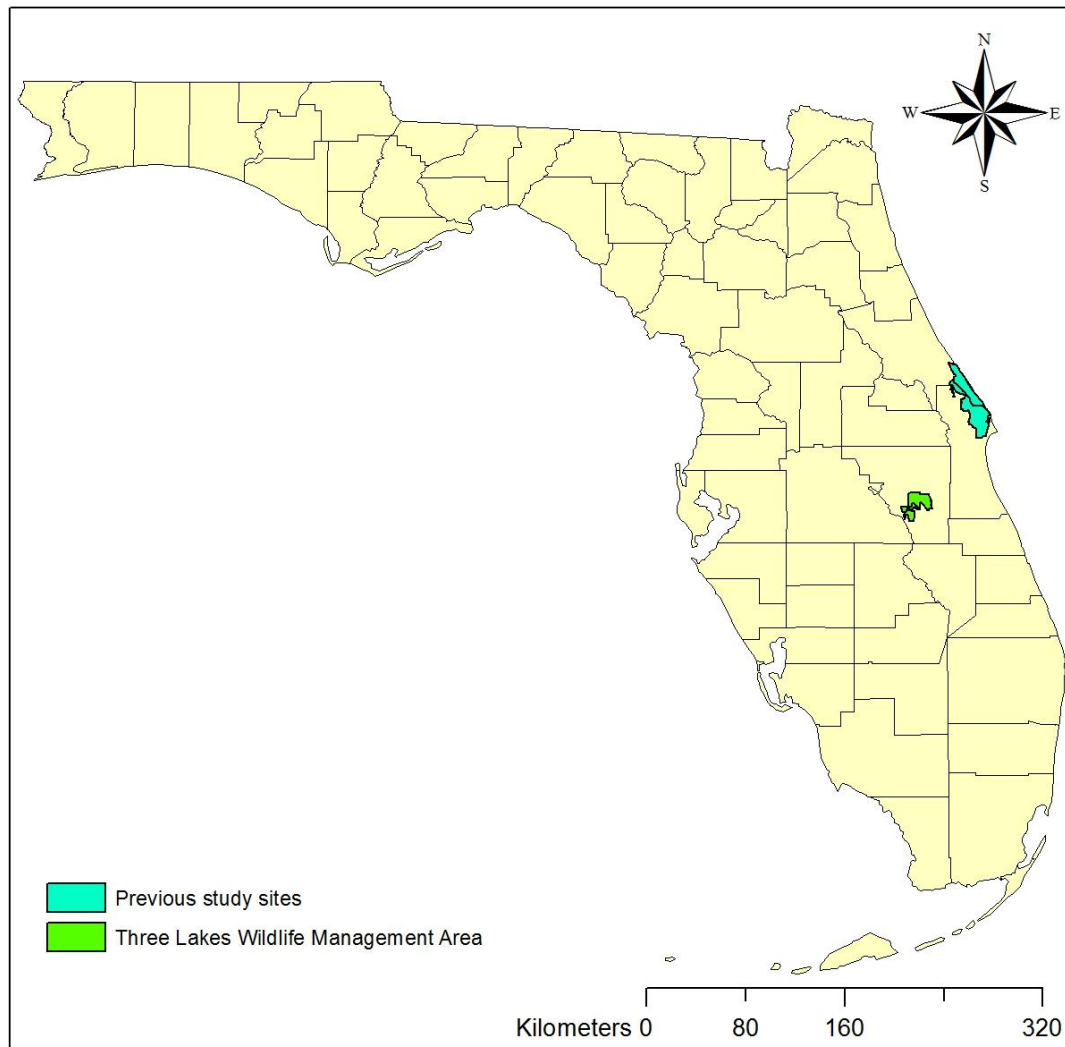 N
W E
S
Previous study sites
Three Lakes Wildlife Management Area
Kilometers 0 80 160 320